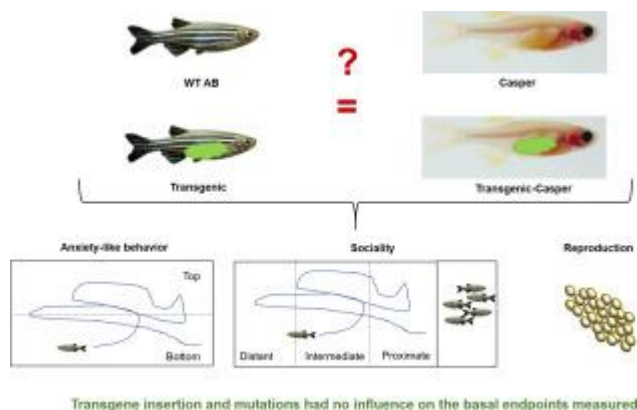 ?
=
WT AB
Casper
Transgenic
Transgenic-Casper
Anxiety-like behavior
Sociality
Reproduction
Top
Bottom
Distant
Intermediate
Proximate
Transgene insertion and mutations had no influence on the basal endpoints measured